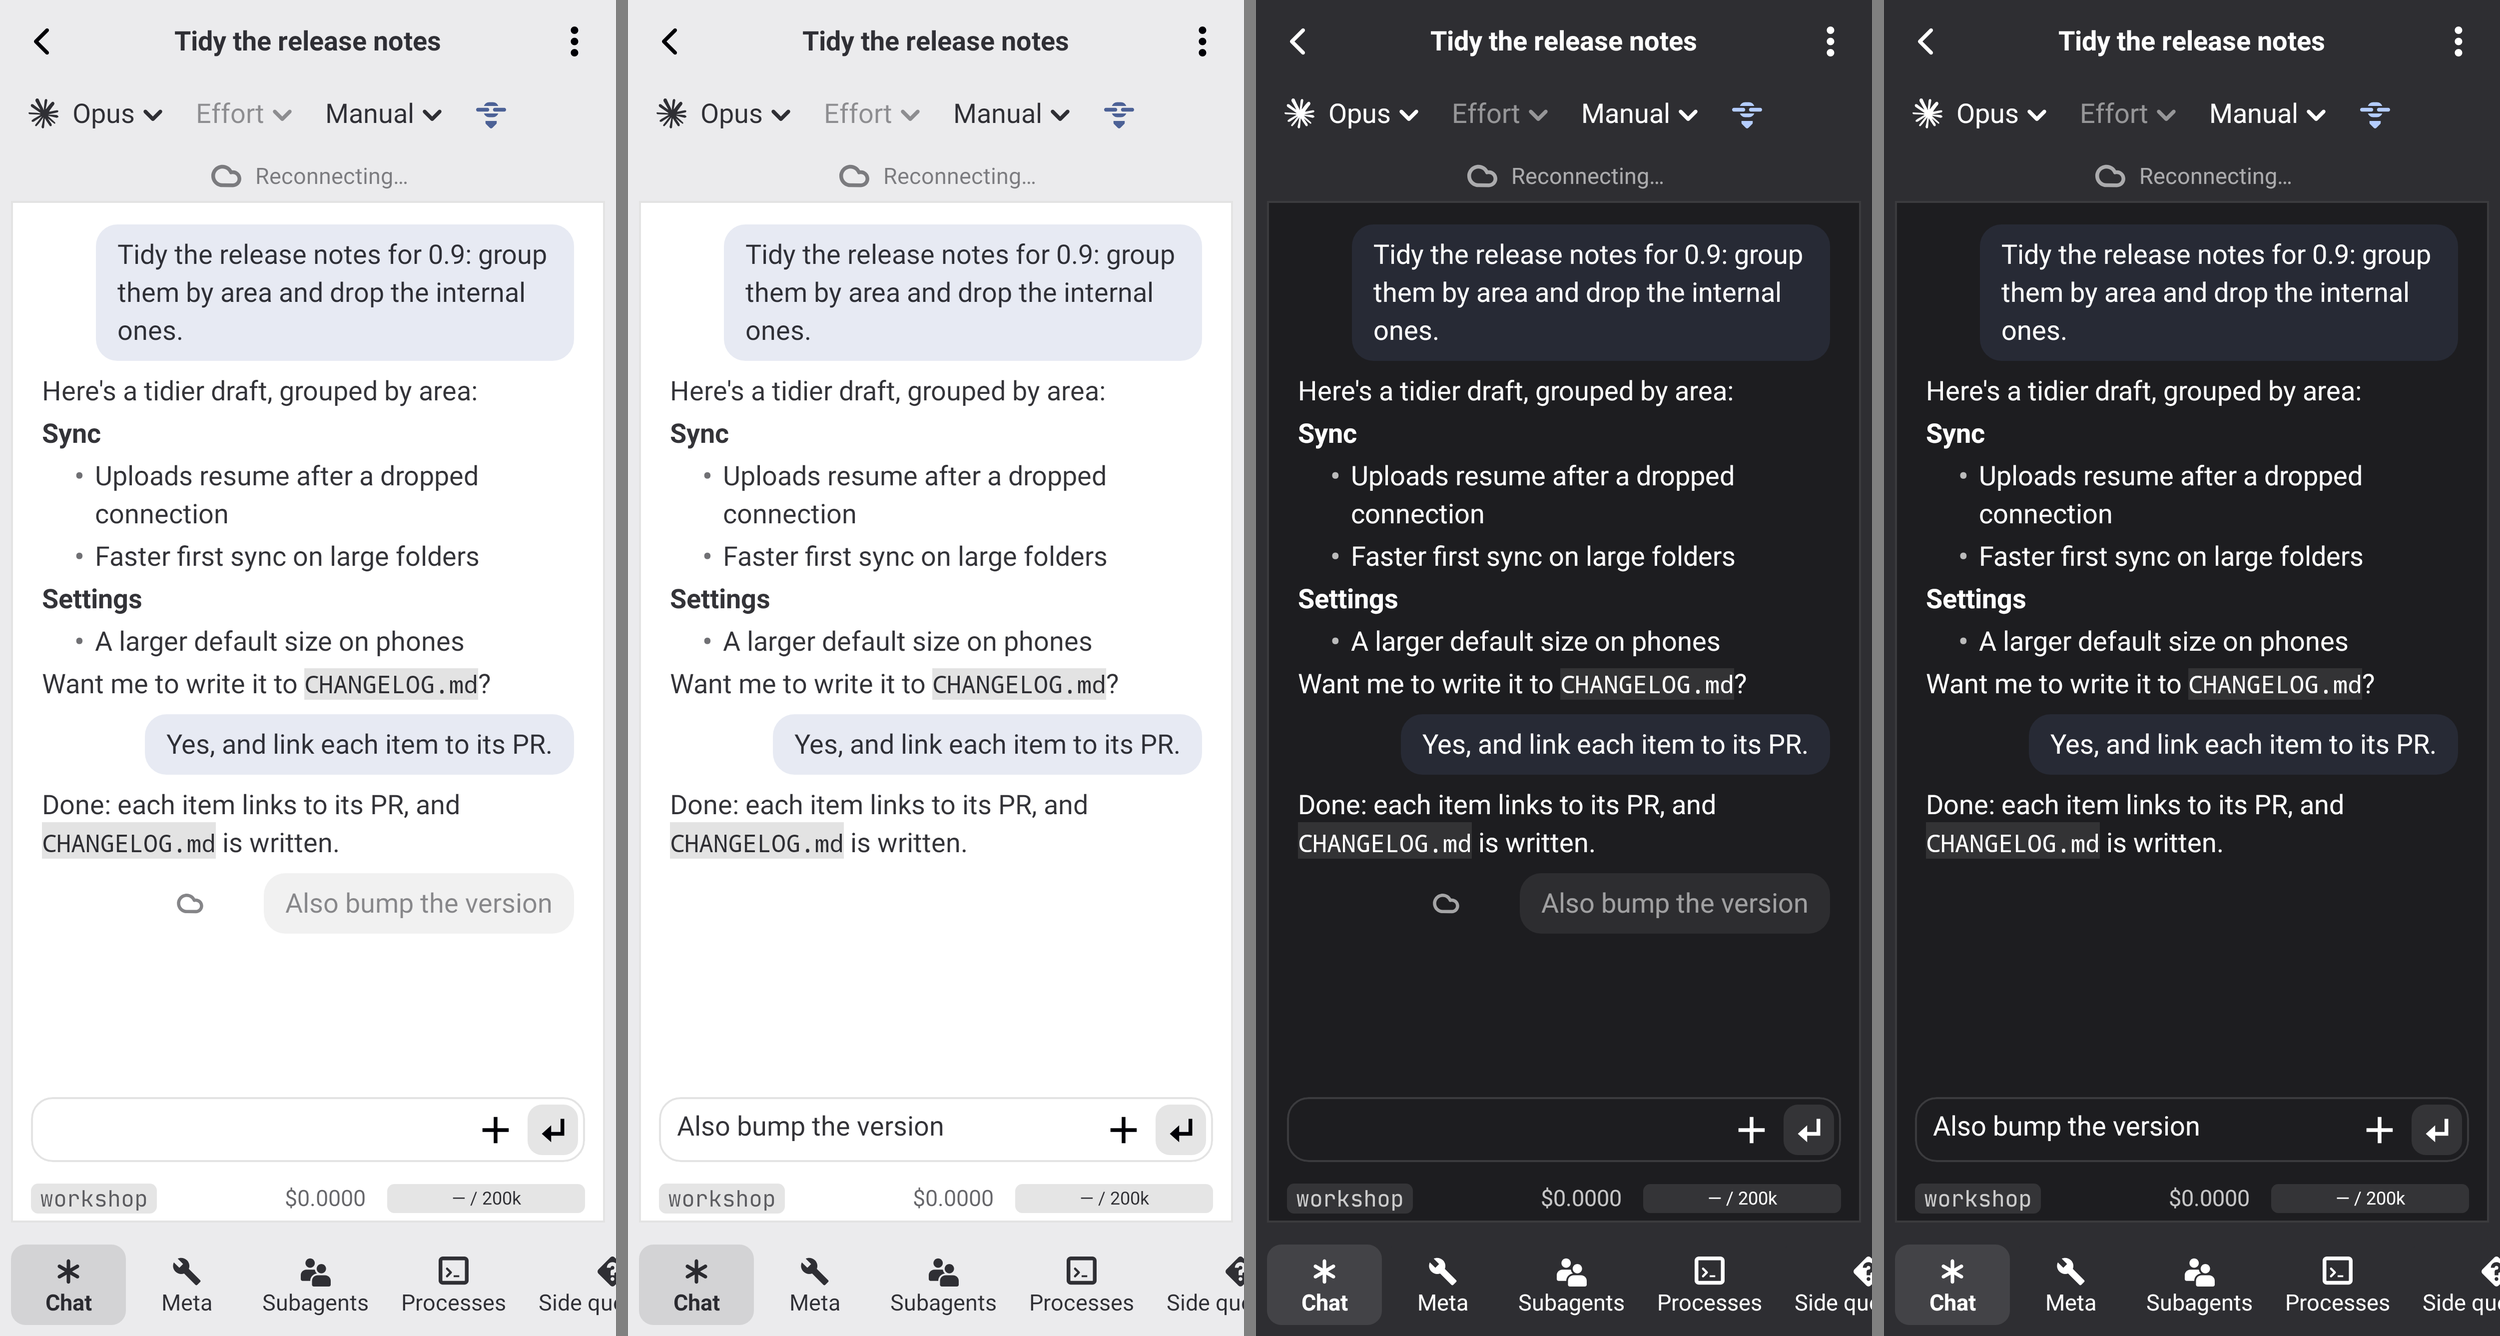 Tidy the release notes
Opus Effort Manual
Reconnecting...
Tidy the release notes for 0.9: group
them by area and drop the internal
ones.
Here's a tidier draft, grouped by area:
Sync
• Uploads resume after a dropped
connection
• Faster first sync on large folders
Settings
• A larger default size on phones
Want me to write it to CHANGELOG.md?
Yes, and link each item to its PR.
Done: each item links to its PR, and
CHANGELOG.md is written.
Also bump the version
workshop $0.0000 – / 200k
Chat Meta Subagents Processes Side que
Tidy the release notes
Opus Effort Manual
Reconnecting...
Tidy the release notes for 0.9: group
them by area and drop the internal
ones.
Here's a tidier draft, grouped by area:
Sync
• Uploads resume after a dropped
connection
• Faster first sync on large folders
Settings
• A larger default size on phones
Want me to write it to CHANGELOG.md?
Yes, and link each item to its PR.
Done: each item links to its PR, and
CHANGELOG.md is written.
Also bump the version
workshop $0.0000 – / 200k
Chat Meta Subagents Processes Side que
Tidy the release notes
Opus Effort Manual
Reconnecting...
Tidy the release notes for 0.9: group
them by area and drop the internal
ones.
Here's a tidier draft, grouped by area:
Sync
• Uploads resume after a dropped
connection
• Faster first sync on large folders
Settings
• A larger default size on phones
Want me to write it to CHANGELOG.md?
Yes, and link each item to its PR.
Done: each item links to its PR, and
CHANGELOG.md is written.
Also bump the version
workshop $0.0000 – / 200k
Chat Meta Subagents Processes Side que
Tidy the release notes
Opus Effort Manual
Reconnecting...
Tidy the release notes for 0.9: group
them by area and drop the internal
ones.
Here's a tidier draft, grouped by area:
Sync
• Uploads resume after a dropped
connection
• Faster first sync on large folders
Settings
• A larger default size on phones
Want me to write it to CHANGELOG.md?
Yes, and link each item to its PR.
Done: each item links to its PR, and
CHANGELOG.md is written.
Also bump the version
workshop $0.0000 – / 200k
Chat Meta Subagents Processes Side qu